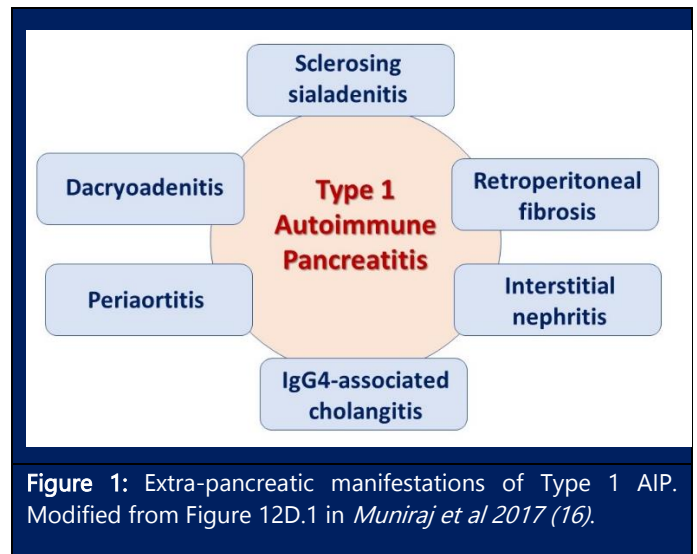 Sclerosing
sialadenitis
Dacryoadenitis
Type 1
Autoimmune
Pancreatitis
Retroperitoneal
fibrosis
Periaortitis
Interstitial
nephritis
IgG4-associated
cholangitis
Figure 1: Extra-pancreatic manifestations of Type 1 AIP.
Modified from Figure 12D.1 in Muniraj et al 2017 (16).